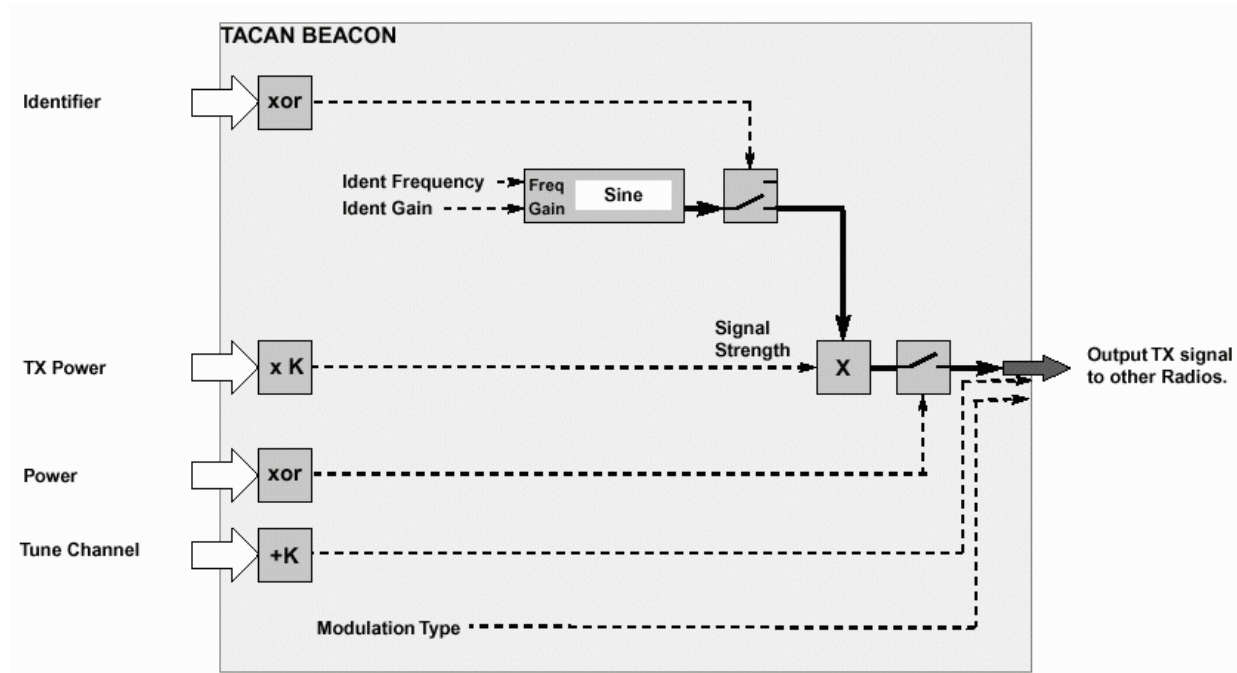 TACAN BEACON
Identifier
xor
Ident Frequency
Freq
Sine
Ident Gain
Gain
Signal
Strength
TX Power
x K
X
Output TX signal
to other Radios.
Power
xor
Tune Channel
+K
Modulation Type